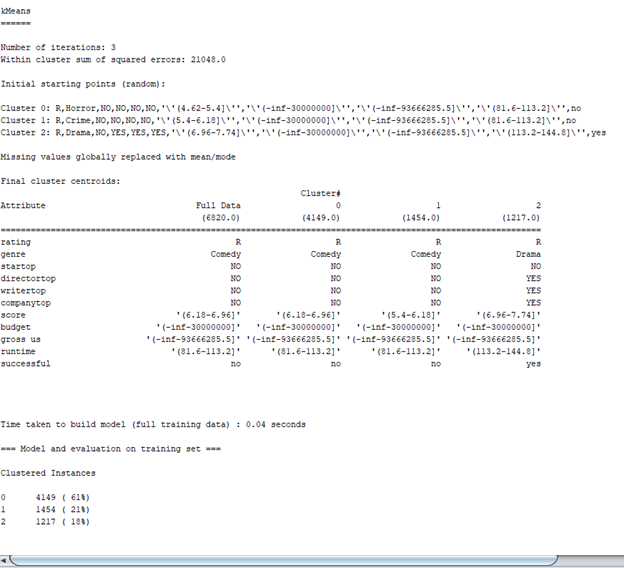 kMeans
======
Number of iterations: 3
Within cluster sum of squared errors: 21048.0
Initial starting points (random):
Cluster 0: R,Horror,NO,NO,NO,NO,'\'(4.62-5.4]\'','\'(-inf-30000000]\'','\'(-inf-93666285.5]\'','\'(81.6-113.2]\'',no
Cluster 1: R,Crime,NO,NO,NO,NO,'\'(5.4-6.18]\'','\'(-inf-30000000]\'','\'(-inf-93666285.5]\'','\'(81.6-113.2]\'',no
Cluster 2: R,Drama,NO,YES,YES,YES,'\'(6.96-7.74]\'','\'(-inf-30000000]\'','\'(-inf-93666285.5]\'','\'(113.2-144.8]\'',yes
Missing values globally replaced with mean/mode
Final cluster centroids:
Cluster#
Attribute Full Data 0 1 2
(6820.0) (4149.0) (1454.0) (1217.0)
==========================================================================================
rating R R R R
genre Comedy Comedy Comedy Drama
startop NO NO NO NO
directortop NO NO NO YES
writertop NO NO NO YES
companytop NO NO NO YES
score '(6.18-6.96]' '(6.18-6.96]' '(5.4-6.18]' '(6.96-7.74]'
budget '(-inf-30000000]' '(-inf-30000000]' '(-inf-30000000]' '(-inf-30000000]'
gross us '(-inf-93666285.5]' '(-inf-93666285.5]' '(-inf-93666285.5]' '(-inf-93666285.5]'
runtime '(81.6-113.2]' '(81.6-113.2]' '(81.6-113.2]' '(113.2-144.8]'
successful no no no yes
Time taken to build model (full training data) : 0.04 seconds
=== Model and evaluation on training set ===
Clustered Instances
0 4149 ( 61%)
1 1454 ( 21%)
2 1217 ( 18%)